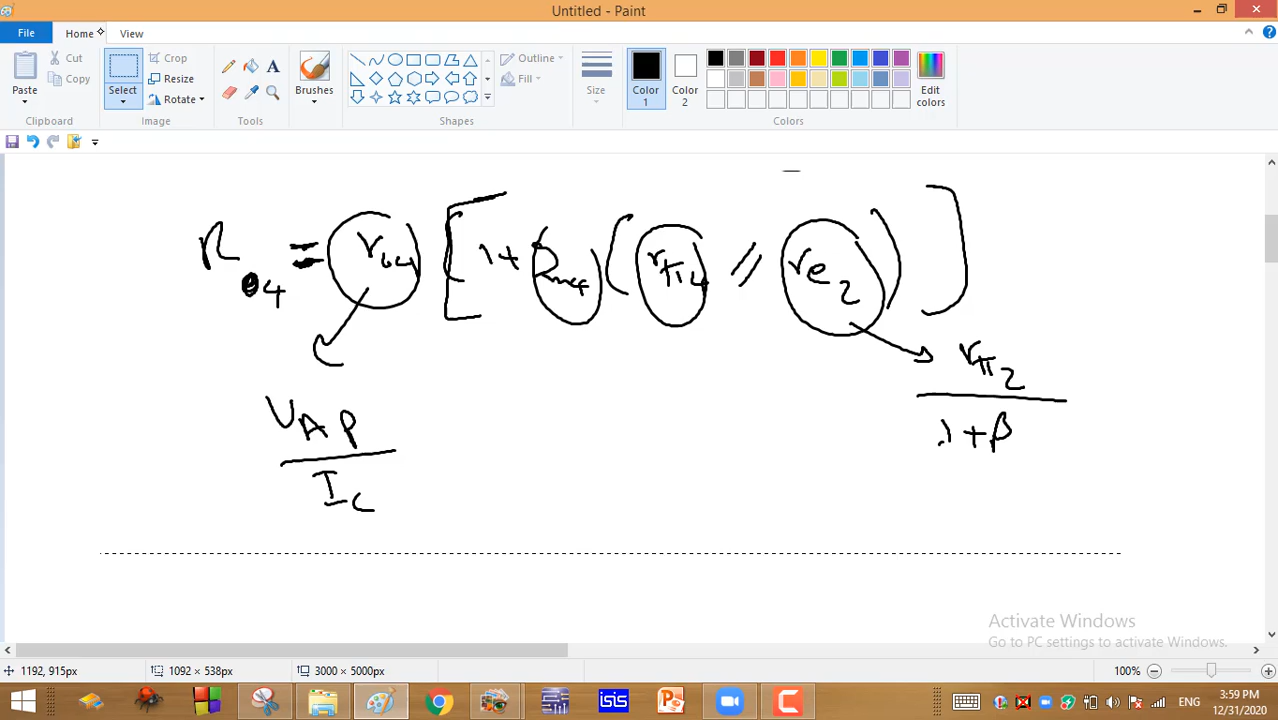 Untitled - Paint
File Home View
Cut
Copy
Paste
Clipboard
Crop
Resize
Rotate
Select
Image
Tools
Brushes
Outline
Fill
Shapes
Size
Color 1
Color 2
Edit colors
Colors
R₀₄ = r₀₄ [1+gm₄ (rπ₄ // re₂)]
VAP
IC
rπ2
1+β
Activate Windows
Go to PC settings to activate Windows.
1192, 915px 1092 × 538px 3000 × 5000px 100%
isis
ENG
3:59 PM
12/31/2020